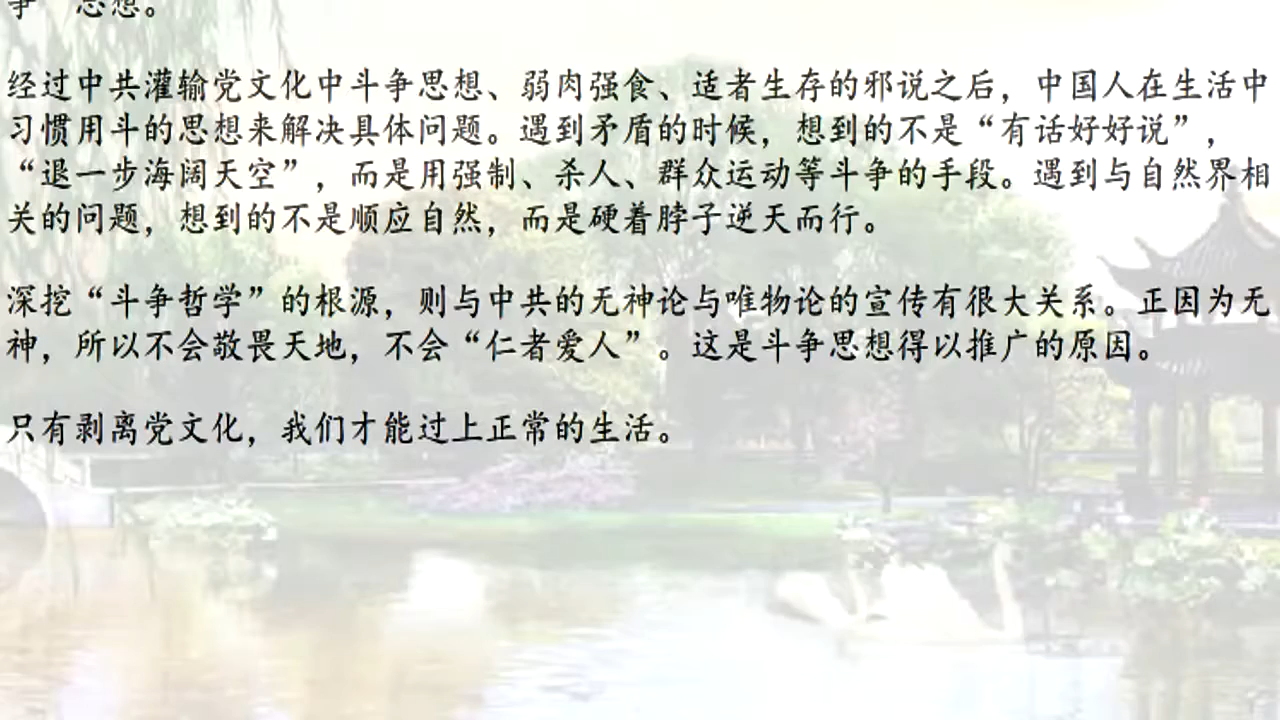 争”思想。
经过中共灌输党文化中斗争思想、弱肉强食、适者生存的邪说之后，中国人在生活中
习惯用斗的思想来解决具体问题。遇到矛盾的时候，想到的不是“有话好好说”，
“退一步海阔天空”，而是用强制、杀人、群众运动等斗争的手段。遇到与自然界相
关的问题，想到的不是顺应自然，而是硬着脖子逆天而行。
深挖“斗争哲学”的根源，则与中共的无神论与唯物论的宣传有很大关系。正因为无
神，所以不会敬畏天地，不会“仁者爱人”。这是斗争思想得以推广的原因。
只有剥离党文化，我们才能过上正常的生活。